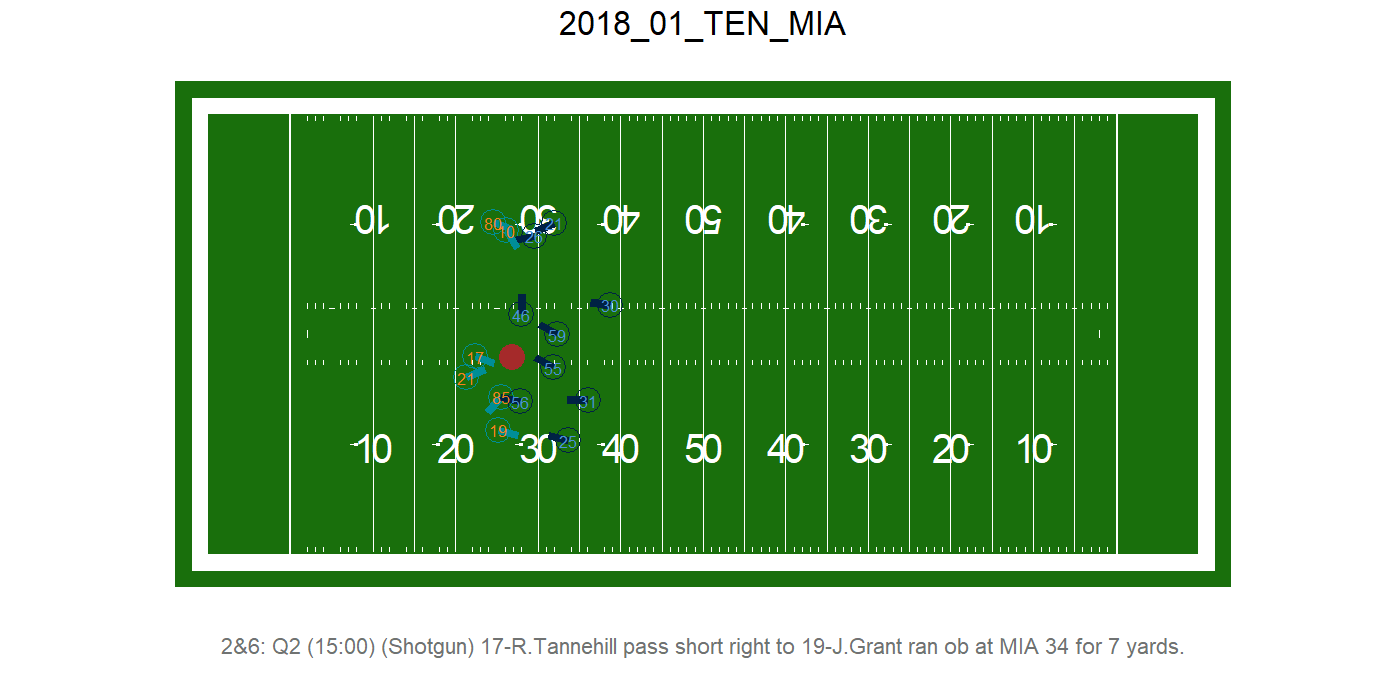 2018_01_TEN_MIA
10 20 30 40 50 40 30 20 10
80 10 26 21
46 30
59
17 55
21
85 56 31
19 25
10 20 30 40 50 40 30 20 10
2&6: Q2 (15:00) (Shotgun) 17-R.Tannehill pass short right to 19-J.Grant ran ob at MIA 34 for 7 yards.